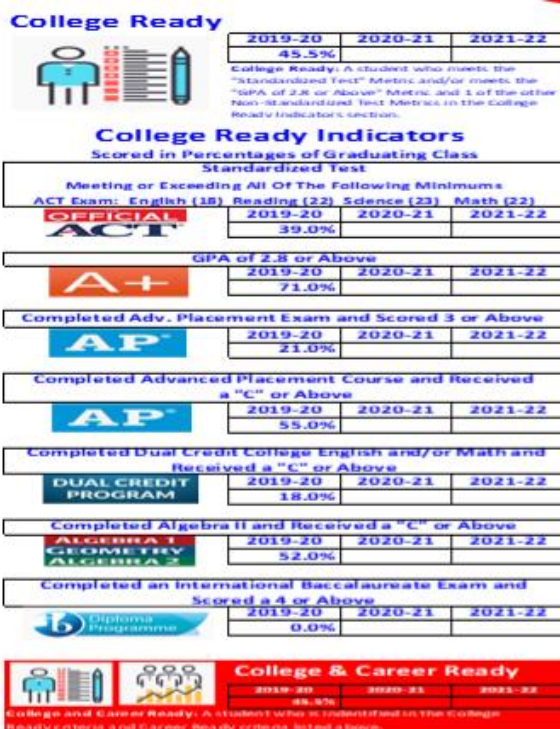 College Ready
2019-20 2020-21 2021-22
45.5%
College Ready: A student who meets the
"Standardized Test" Metric and/or meets the
"GPA of 2.8 or Above" Metric and 1 of the other
Non-Standardized Test Metrics in the College
Ready Indicators section.
College Ready Indicators
Scored in Percentages of Graduating Class
Standardized Test
Meeting or Exceeding All Of The Following Minimums
ACT Exam: English (18) Reading (22) Science (23) Math (22)
OFFICIAL
ACT
2019-20 2020-21 2021-22
39.0%
GPA of 2.8 or Above
A+
2019-20 2020-21 2021-22
71.0%
Completed Adv. Placement Exam and Scored 3 or Above
AP
2019-20 2020-21 2021-22
21.0%
Completed Advanced Placement Course and Received
a "C" or Above
AP
2019-20 2020-21 2021-22
55.0%
Completed Dual Credit College English and/or Math and
Received a "C" or Above
DUAL CREDIT
PROGRAM
2019-20 2020-21 2021-22
18.0%
Completed Algebra II and Received a "C" or Above
ALGEBRA 1
GEOMETRY
ALGEBRA 2
2019-20 2020-21 2021-22
52.0%
Completed an International Baccalaureate Exam and
Scored a 4 or Above
Diploma
Programme
2019-20 2020-21 2021-22
0.0%
College & Career Ready
2019-20 2020-21 2021-22
College and Career Ready: A student who is indentified in the College
Ready criteria and Career Ready criteria listed above.